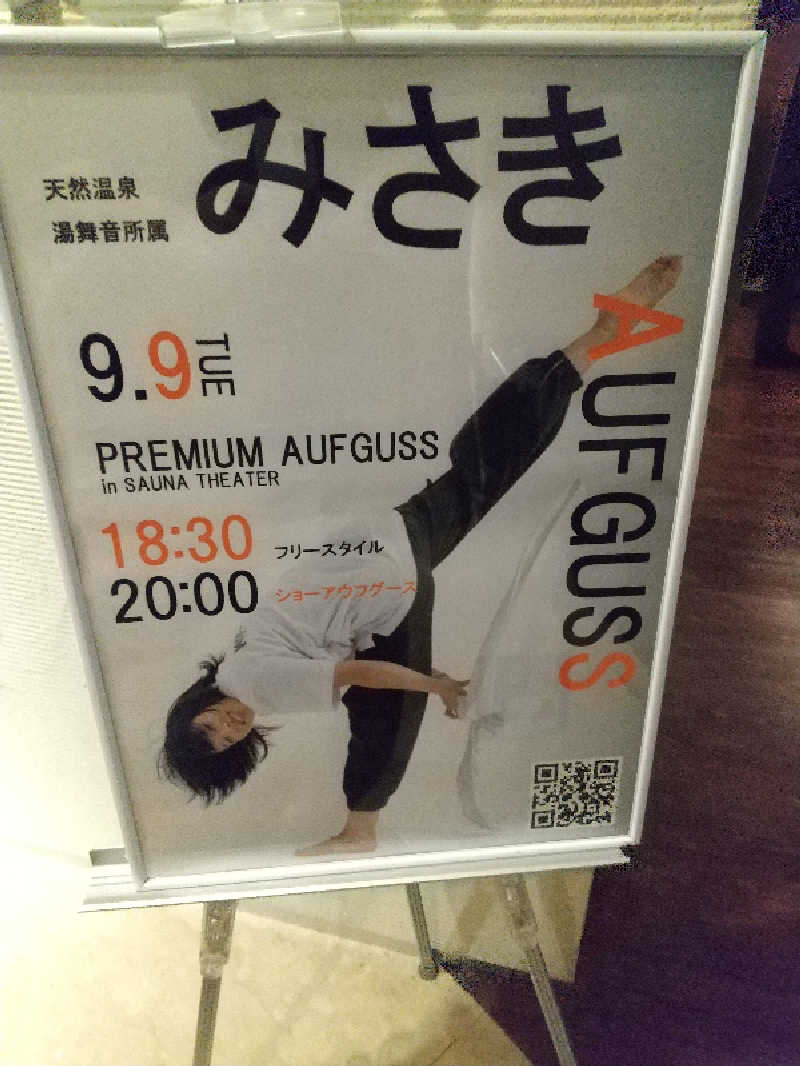 みさき
天然温泉
湯舞音所属
9.9 TUE
PREMIUM AUFGUSS
in SAUNA THEATER
18:30 フリースタイル
20:00 ショーアウフグース
AUFGUSS